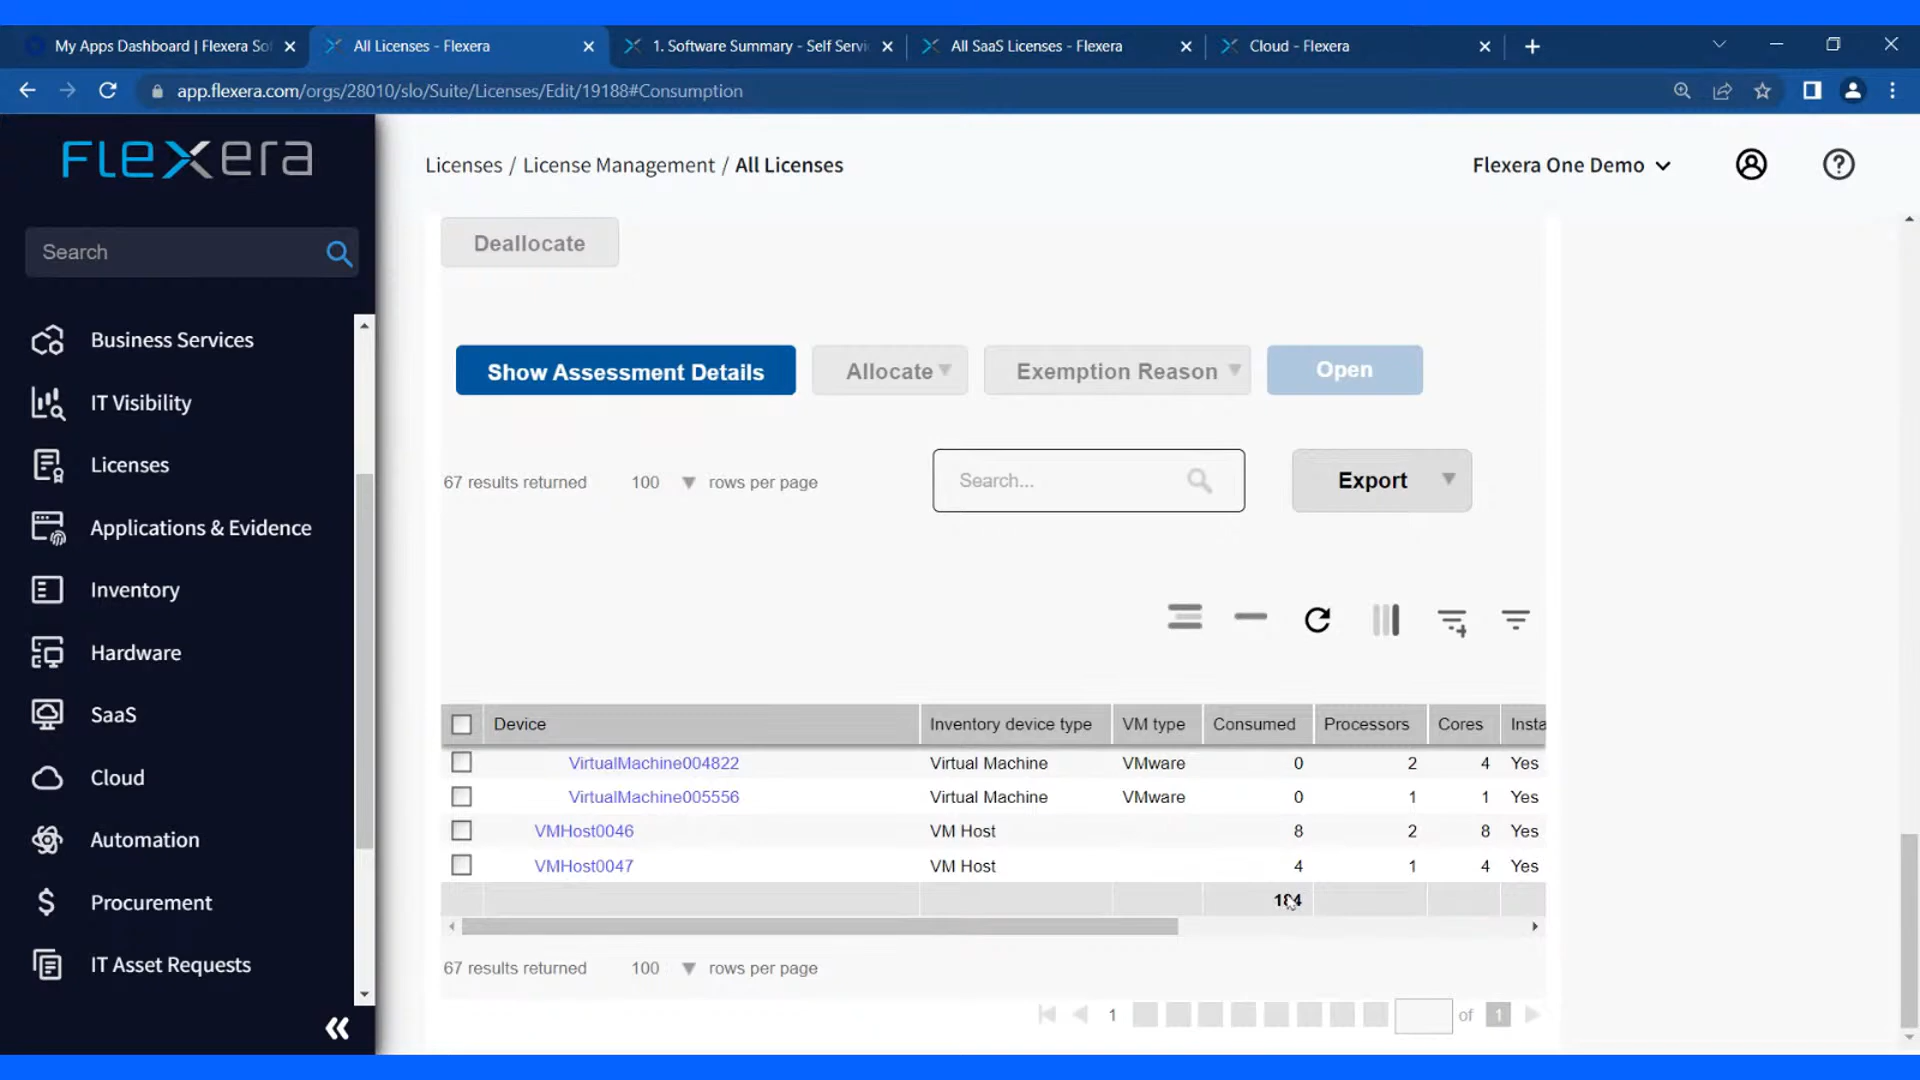 My Apps Dashboard | Flexera Sof
All Licenses - Flexera
1. Software Summary - Self Servi
All SaaS Licenses - Flexera
Cloud - Flexera
app.flexera.com/orgs/28010/slo/Suite/Licenses/Edit/19188#Consumption
FLexera
Licenses / License Management / All Licenses
Flexera One Demo
Search
Business Services
IT Visibility
Licenses
Applications & Evidence
Inventory
Hardware
SaaS
Cloud
Automation
Procurement
IT Asset Requests
Deallocate
Show Assessment Details
Allocate
Exemption Reason
Open
67 results returned 100 rows per page
Search...
Export
Device Inventory device type VM type Consumed Processors Cores Insta
VirtualMachine004822 Virtual Machine VMware 0 2 4 Yes
VirtualMachine005556 Virtual Machine VMware 0 1 1 Yes
VMHost0046 VM Host 8 2 8 Yes
VMHost0047 VM Host 4 1 4 Yes
67 results returned 100 rows per page
1 of 1